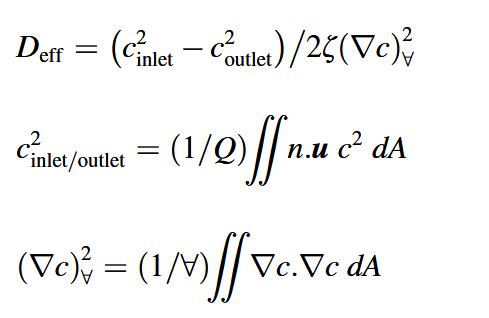 D_eff = (c²_inlet − c²_outlet)/2ζ(∇c)²_∀
c²_inlet/outlet = (1/Q)∬ n.u c² dA
(∇c)²_∀ = (1/∀)∬ ∇c.∇c dA